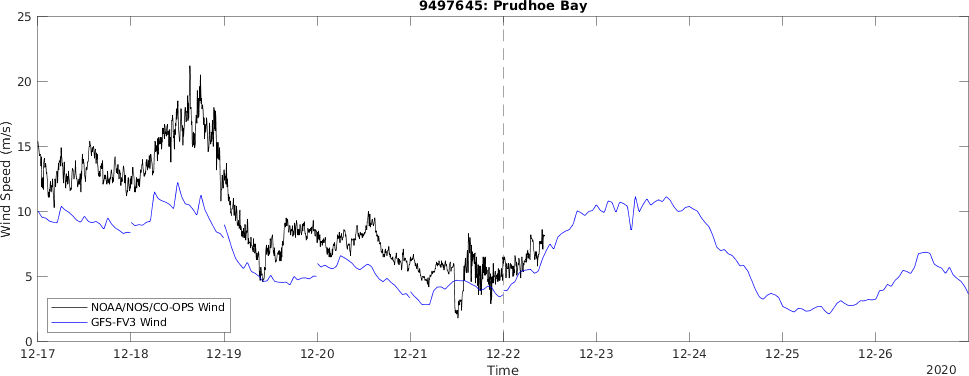 9497645: Prudhoe Bay
25
20
15
10
5
0
Wind Speed (m/s)
NOAA/NOS/CO-OPS Wind
GFS-FV3 Wind
12-17 12-18 12-19 12-20 12-21 12-22 12-23 12-24 12-25 12-26
Time
2020